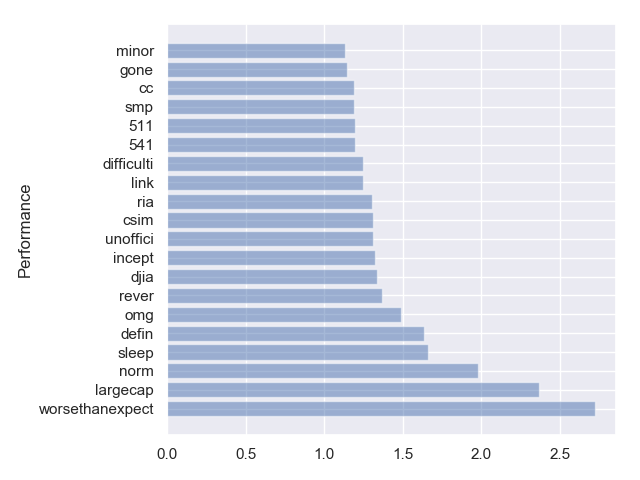 minor
gone
cc
smp
511
541
difficulti
link
ria
csim
unoffici
incept
djia
rever
omg
defin
sleep
norm
largecap
worsethanexpect
Performance
0.0 0.5 1.0 1.5 2.0 2.5